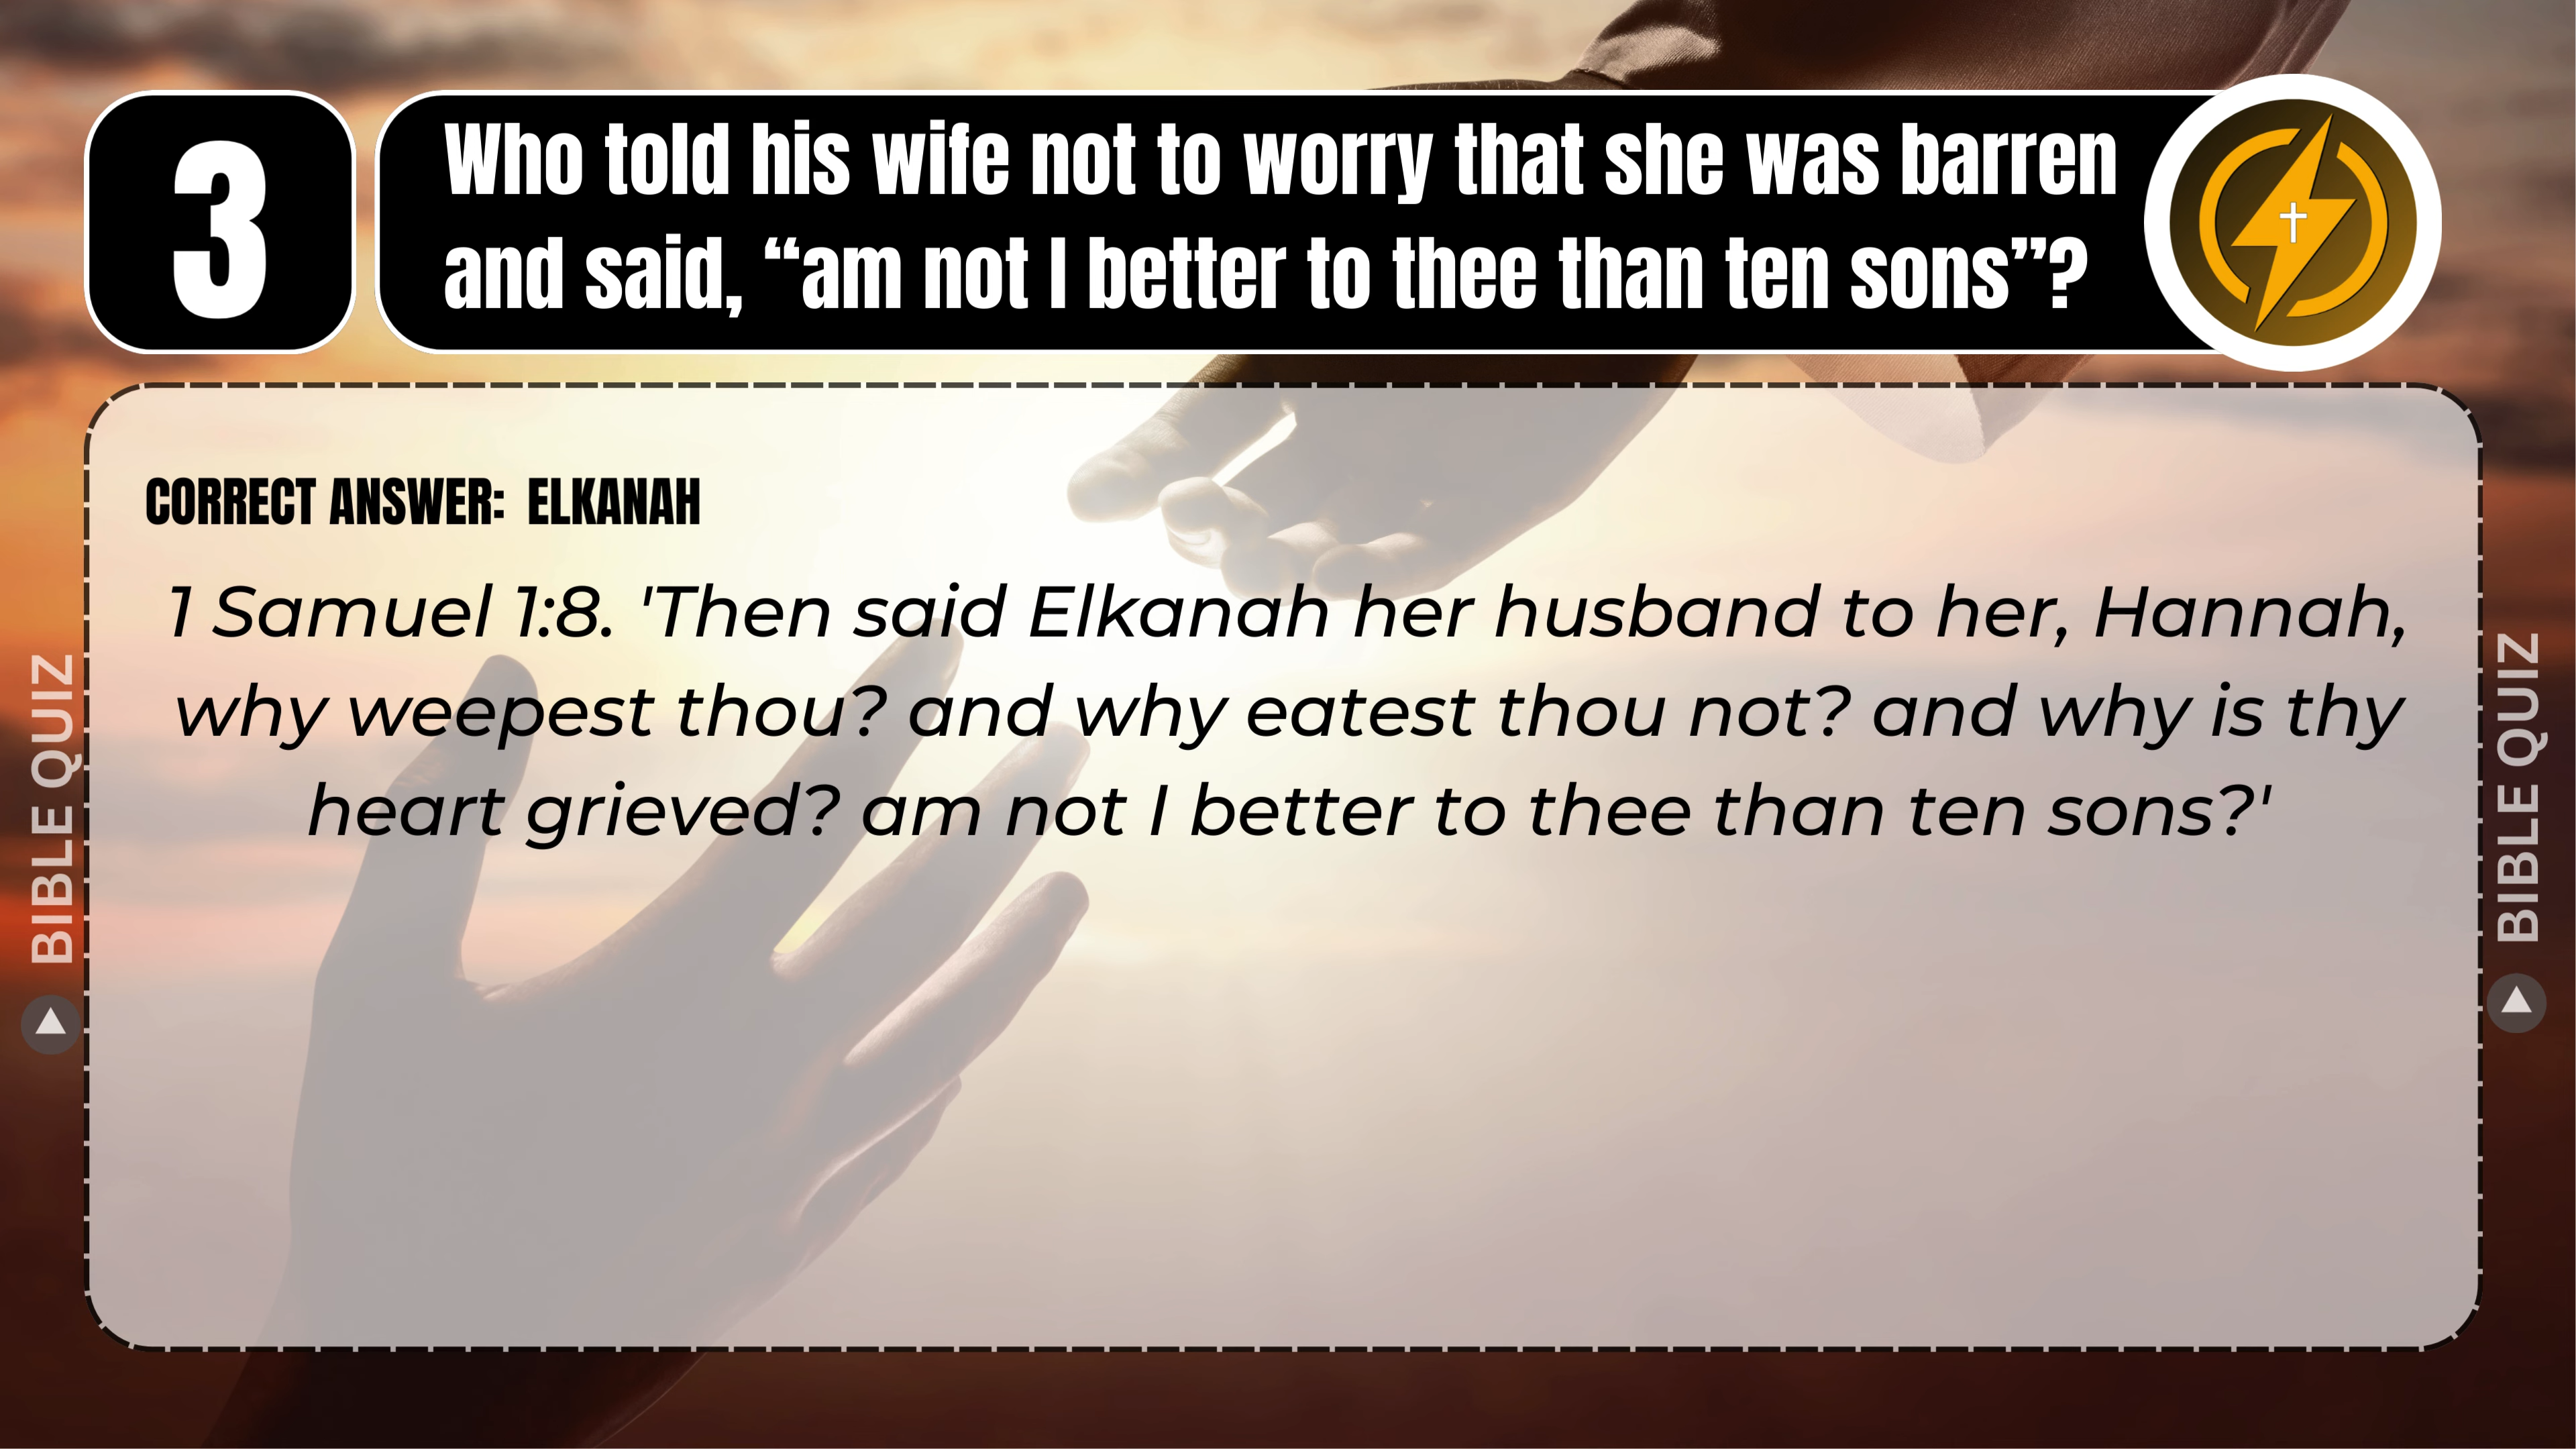 3
Who told his wife not to worry that she was barren
and said, “am not I better to thee than ten sons”?
CORRECT ANSWER: ELKANAH
1 Samuel 1:8. 'Then said Elkanah her husband to her, Hannah,
why weepest thou? and why eatest thou not? and why is thy
heart grieved? am not I better to thee than ten sons?'
BIBLE QUIZ
BIBLE QUIZ